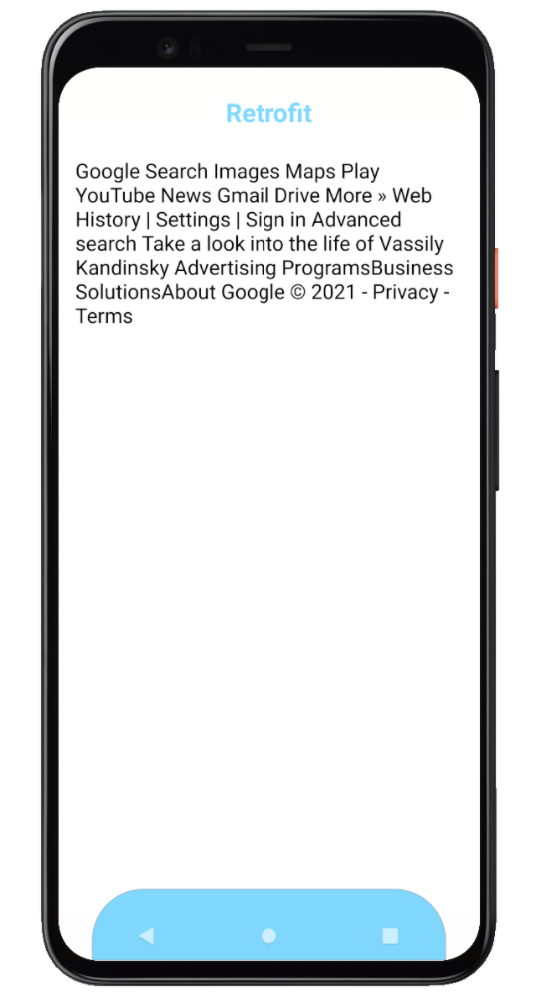 Retrofit
Google Search Images Maps Play
YouTube News Gmail Drive More » Web
History | Settings | Sign in Advanced
search Take a look into the life of Vassily
Kandinsky Advertising ProgramsBusiness
SolutionsAbout Google © 2021 - Privacy -
Terms